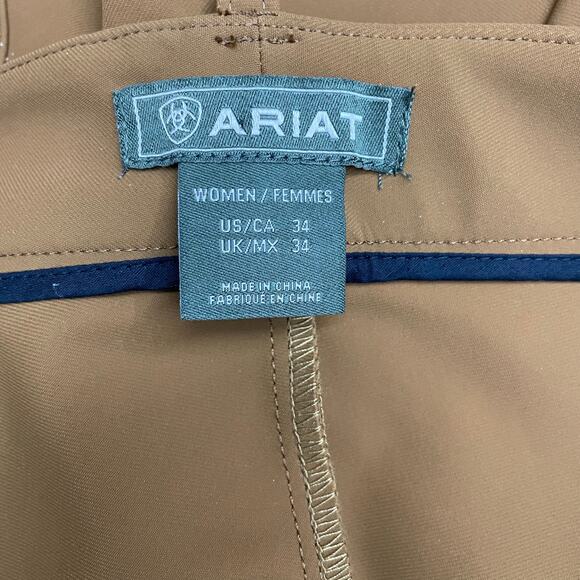 ARIAT
WOMEN / FEMMES
US/CA 34
UK/MX 34
MADE IN CHINA
FABRIQUÉ EN CHINE